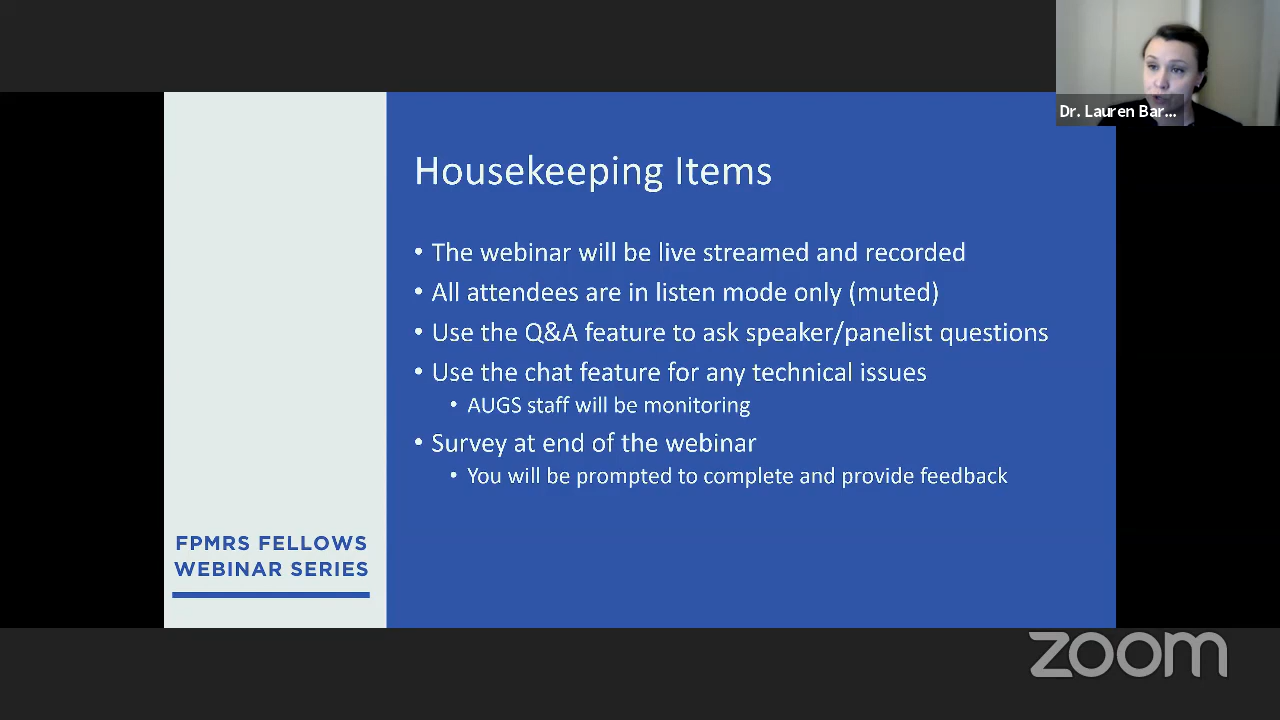 Dr. Lauren Bar...
Housekeeping Items
• The webinar will be live streamed and recorded
• All attendees are in listen mode only (muted)
• Use the Q&A feature to ask speaker/panelist questions
• Use the chat feature for any technical issues
• AUGS staff will be monitoring
• Survey at end of the webinar
• You will be prompted to complete and provide feedback
FPMRS FELLOWS
WEBINAR SERIES
zoom